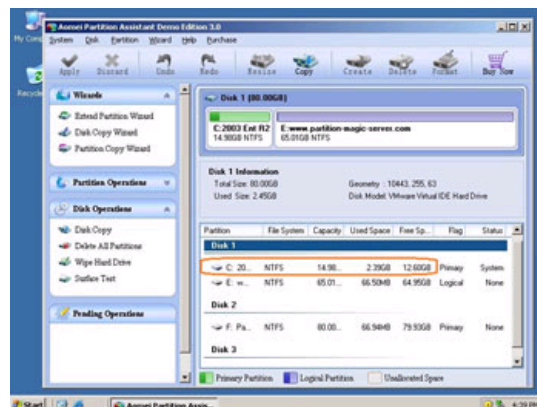 Aomei Partition Assistant Demo Edition 3.0
My Comp
System Disk Partition Wizard Help Purchase
Apply Discard Undo Redo Resize Copy Create Delete Format Buy Now
Recycle
Wizards
Extend Partition Wizard
Disk Copy Wizard
Partition Copy Wizard
Partition Operations
Disk Operations
Disk Copy
Delete All Partitions
Wipe Hard Drive
Surface Test
Pending Operations
Disk 1 (80.00GB)
C:2003 Ent R2 E:www.partition-magic-server.com
14.98GB NTFS 65.01GB NTFS
Disk 1 Information
Total Size: 80.00GB Geometry : 10443, 255, 63
Used Size: 2.45GB Disk Model: VMware Virtual IDE Hard Drive
Partition File System Capacity Used Space Free Sp... Flag Status
Disk 1
C: 20... NTFS 14.98... 2.39GB 12.60GB Primary System
E: w... NTFS 65.01... 66.50MB 64.95GB Logical None
Disk 2
F: Pa... NTFS 80.00... 66.94MB 79.93GB Primary None
Disk 3
Primary Partition Logical Partition Unallocated Space
Start Aomei Partition Assis... 4:29 PM